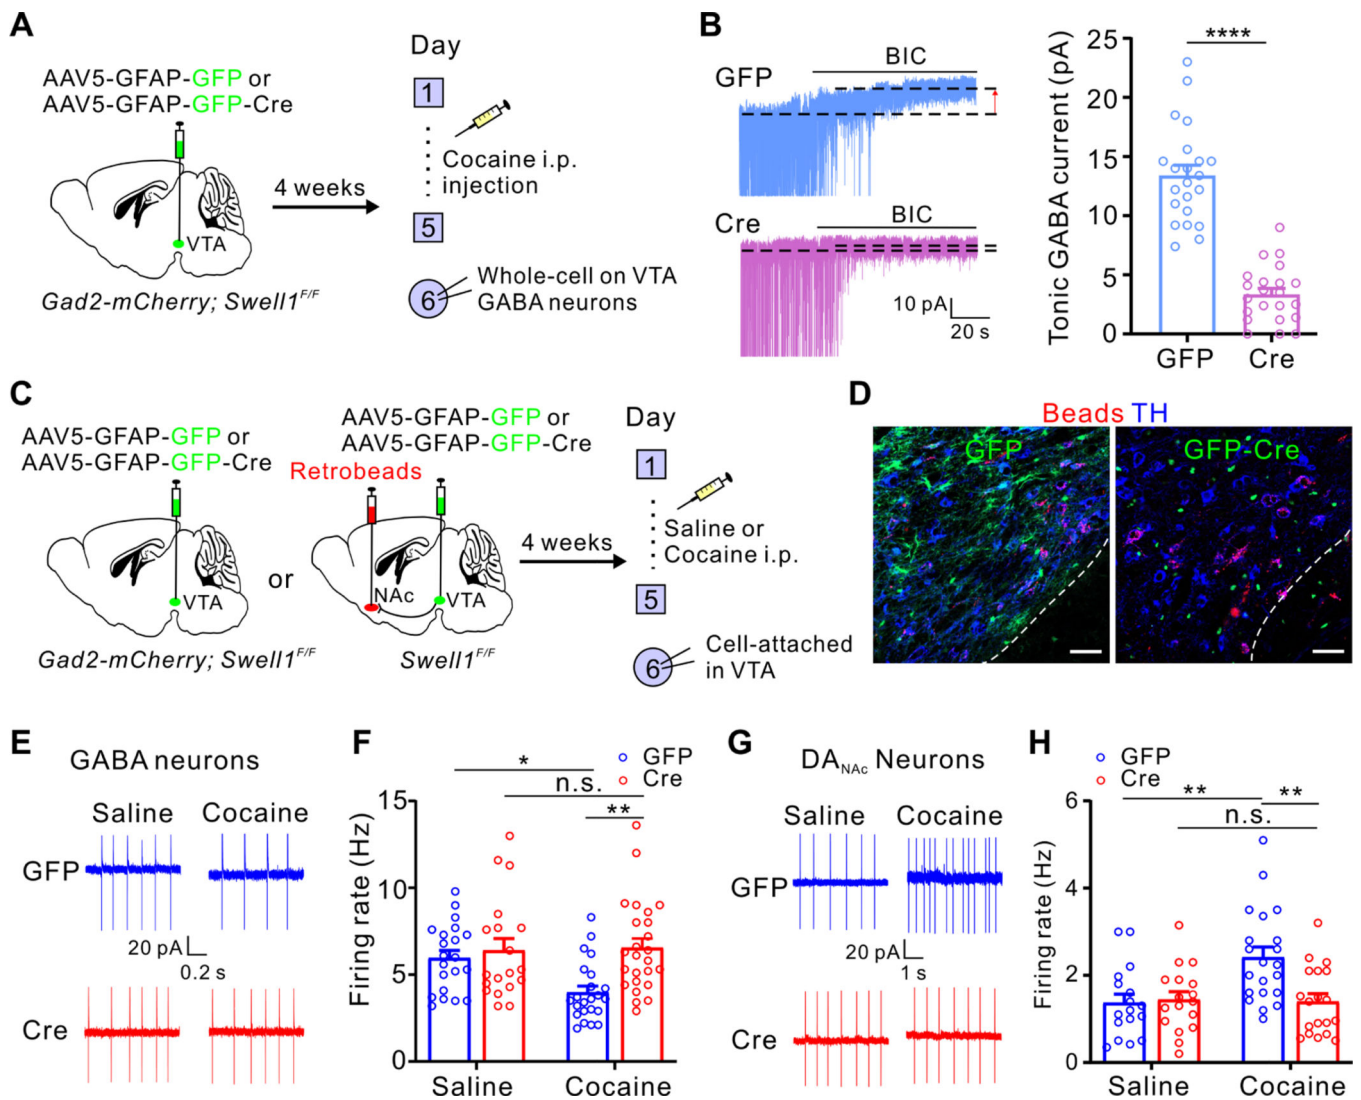 A
AAV5-GFAP-GFP or
AAV5-GFAP-GFP-Cre
VTA
Gad2-mCherry; Swell1F/F
4 weeks
Day
1
Cocaine i.p.
injection
5
6
Whole-cell on VTA
GABA neurons
B
GFP
BIC
Cre
BIC
10 pA
20 s
Tonic GABA current (pA)
25
20
15
10
5
0
****
GFP
Cre
C
AAV5-GFAP-GFP or
AAV5-GFAP-GFP-Cre
VTA
Gad2-mCherry; Swell1F/F
or
AAV5-GFAP-GFP or
AAV5-GFAP-GFP-Cre
Retrobeads
NAc
VTA
Swell1F/F
4 weeks
Day
1
Saline or
Cocaine i.p.
5
6
Cell-attached
in VTA
D
Beads TH
GFP
GFP-Cre
E
GABA neurons
Saline
Cocaine
GFP
20 pA
0.2 s
Cre
F
GFP
Cre
*
n.s.
**
Firing rate (Hz)
15
10
5
0
Saline
Cocaine
G
DANAc Neurons
Saline
Cocaine
GFP
20 pA
1 s
Cre
H
GFP
Cre
**
**
n.s.
Firing rate (Hz)
6
4
2
0
Saline
Cocaine